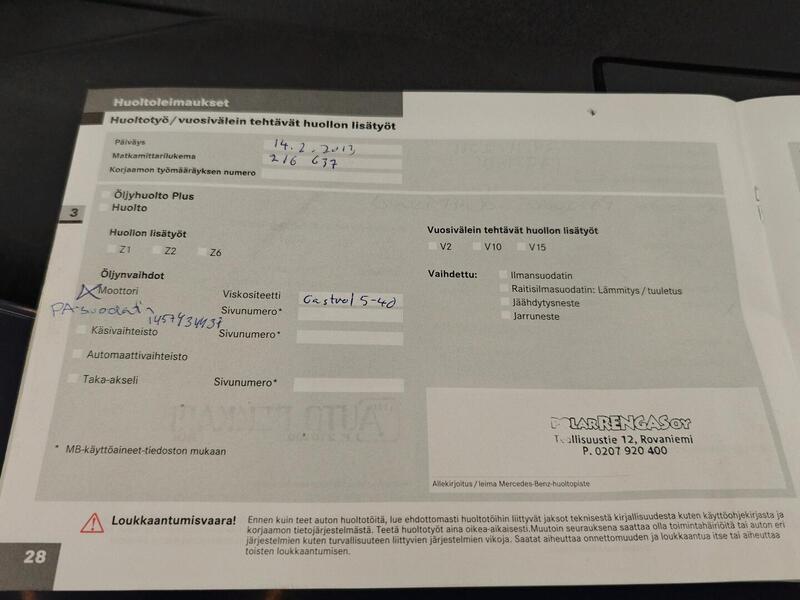 Huoltoleimaukset
Huoltotyö/vuosivälein tehtävät huollon lisätyöt
Päiväys 14.2.2013
Matkamittarilukema 216 637
Korjaamon työmääräyksen numero
3
Öljyhuolto Plus
Huolto
Huollon lisätyöt
Z1 Z2 Z6
Vuosivälein tehtävät huollon lisätyöt
V2 V10 V15
Öljynvaihdot
Moottori Viskositeetti Castrol 5-40
PA-suodatin 1457434437
Sivunumero*
Käsivaihteisto Sivunumero*
Automaattivaihteisto
Taka-akseli Sivunumero*
Vaihdettu: Ilmansuodatin
Raitisilmasuodatin: Lämmitys/tuuletus
Jäähdytysneste
Jarruneste
* MB-käyttöaineet-tiedoston mukaan
POLARRENGAS OY
Teollisuustie 12, Rovaniemi
P. 0207 920 400
Allekirjoitus/leima Mercedes-Benz-huoltopiste
Loukkaantumisvaara!
Ennen kuin teet auton huoltotöitä, lue ehdottomasti huoltotöihin liittyvät jaksot teknisestä kirjallisuudesta kuten käyttöohjekirjasta ja
korjaamon tietojärjestelmästä. Teetä huoltotyöt aina oikea-aikaisesti.Muutoin seurauksena saattaa olla toimintahäiriöitä tai auton eri
järjestelmien kuten turvallisuuteen liittyvien järjestelmien vikoja. Saatat aiheuttaa onnettomuuden ja loukkaantua itse tai aiheuttaa
toisten loukkaantumisen.
28